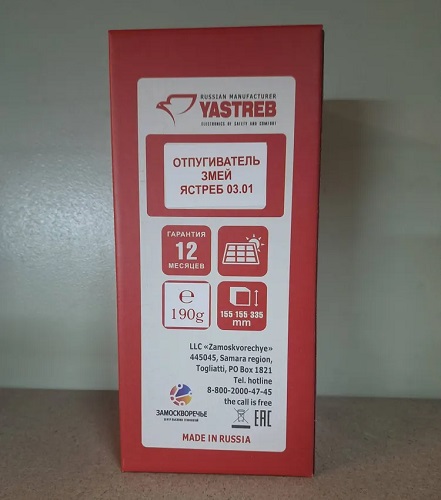 RUSSIAN MANUFACTURER
YASTREB
ELECTRONICS OF SAFETY AND COMFORT
ОТПУГИВАТЕЛЬ
ЗМЕЙ
ЯСТРЕБ 03.01
ГАРАНТИЯ
12
МЕСЯЦЕВ
℮
190g
155 155 335
mm
LLC «Zamoskvorechye»
445045, Samara region,
Togliatti, PO Box 1821
Tel. hotline
8-800-2000-47-45
the call is free
ЗАМОСКВОРЕЧЬЕ
EAC
MADE IN RUSSIA